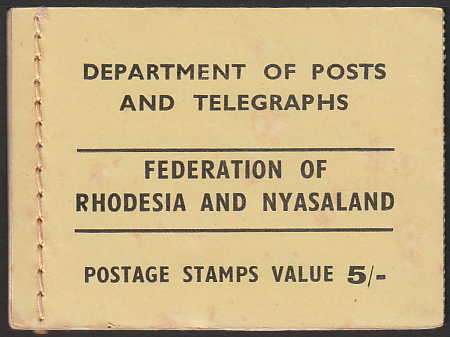 DEPARTMENT OF POSTS
AND TELEGRAPHS
FEDERATION OF
RHODESIA AND NYASALAND
POSTAGE STAMPS VALUE 5/-